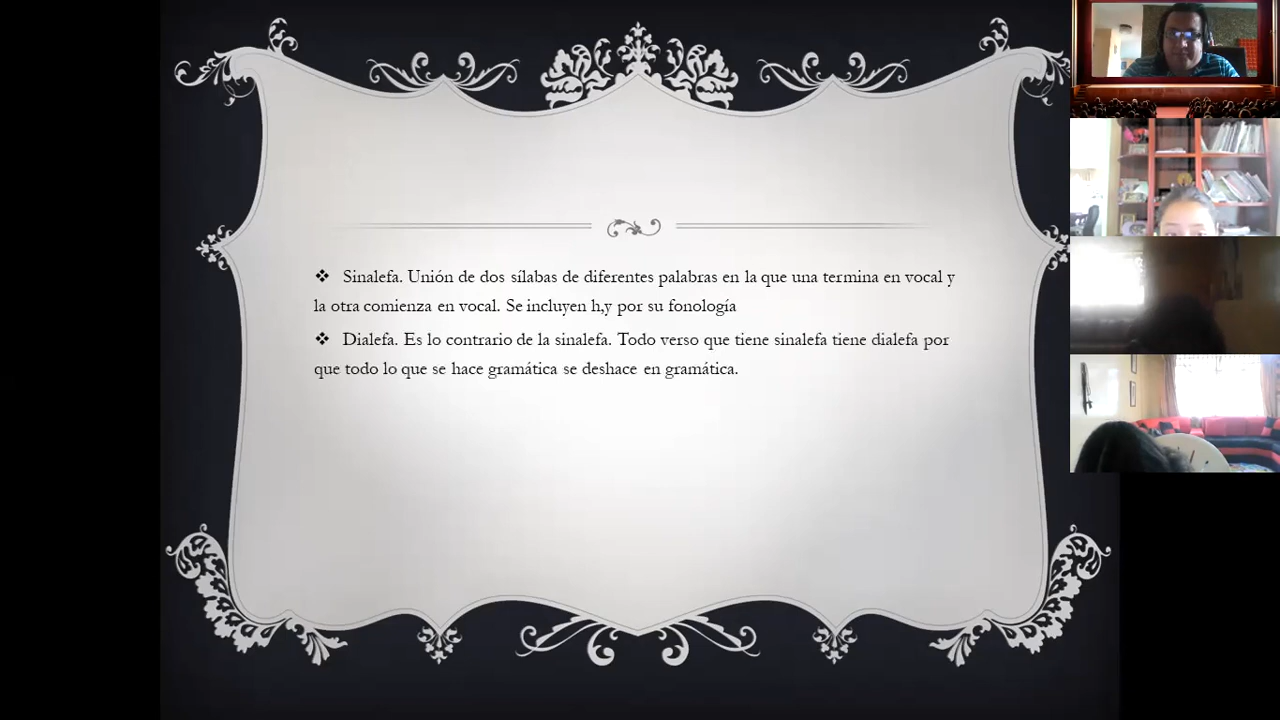 ❖ Sinalefa. Unión de dos sílabas de diferentes palabras en la que una termina en vocal y
la otra comienza en vocal. Se incluyen h,y por su fonología
❖ Dialefa. Es lo contrario de la sinalefa. Todo verso que tiene sinalefa tiene dialefa por
que todo lo que se hace gramática se deshace en gramática.